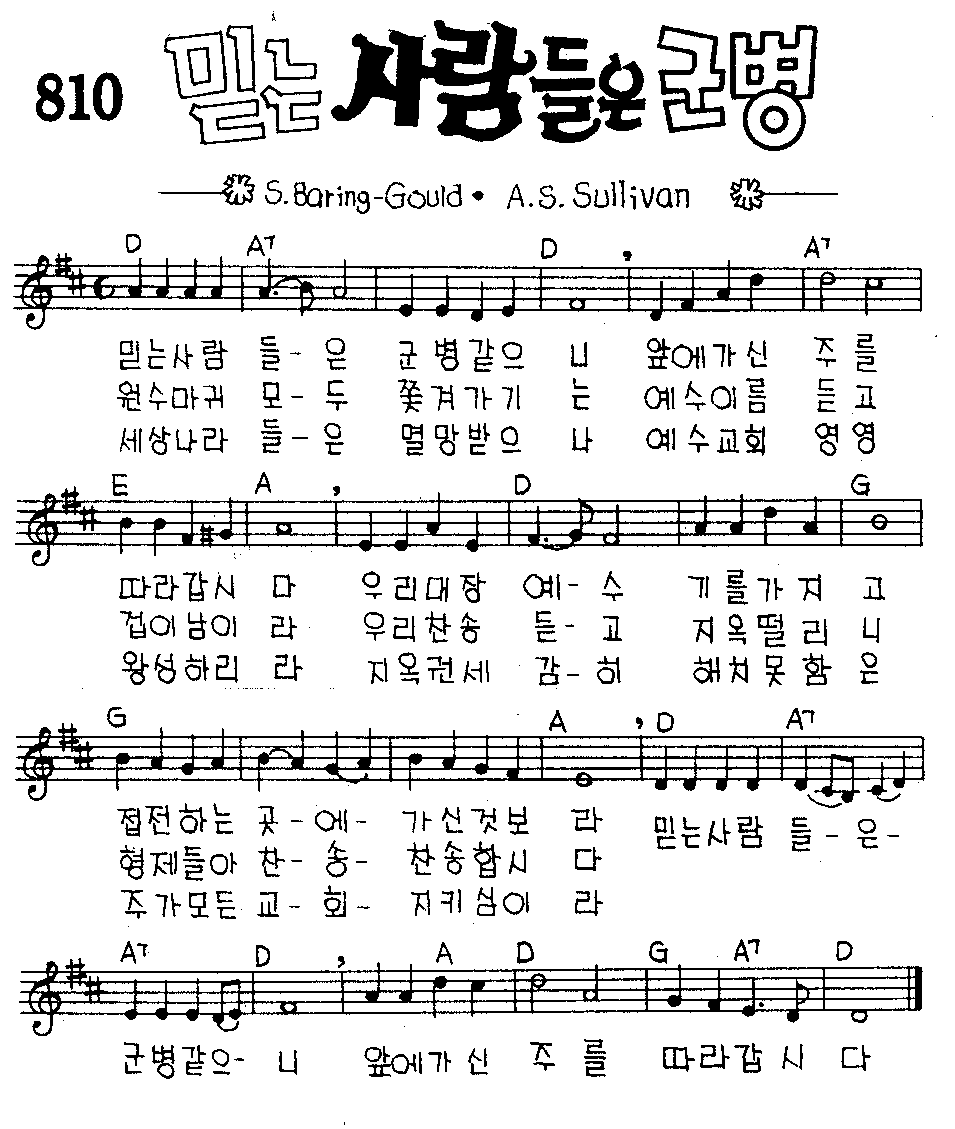 810 믿는 사람들은 군병
S. Baring-Gould • A. S. Sullivan
D A7 D A7
믿는사람 들- 은 군병같으 니 앞에가신 주를
원수마귀 모- 두 쫓겨가기 는 예수이름 듣고
세상나라 들- 은 멸망받으 나 예수교회 영영
E A D G
따라갑시 다 우리대장 예- 수 기를가지 고
겁이남이 라 우리찬송 듣- 고 지옥떨리 니
왕성하리 라 지옥권세 감- 히 해치못함 은
G A D A7
접전하는 곳-에- 가신것보 라 믿는사람 들-은-
형제들아 찬-송- 찬송합시 다
주가모든 교-회- 지키심이 라
A7 D A D G A7 D
군병같으- 니 앞에가신 주를 따라갑시 다